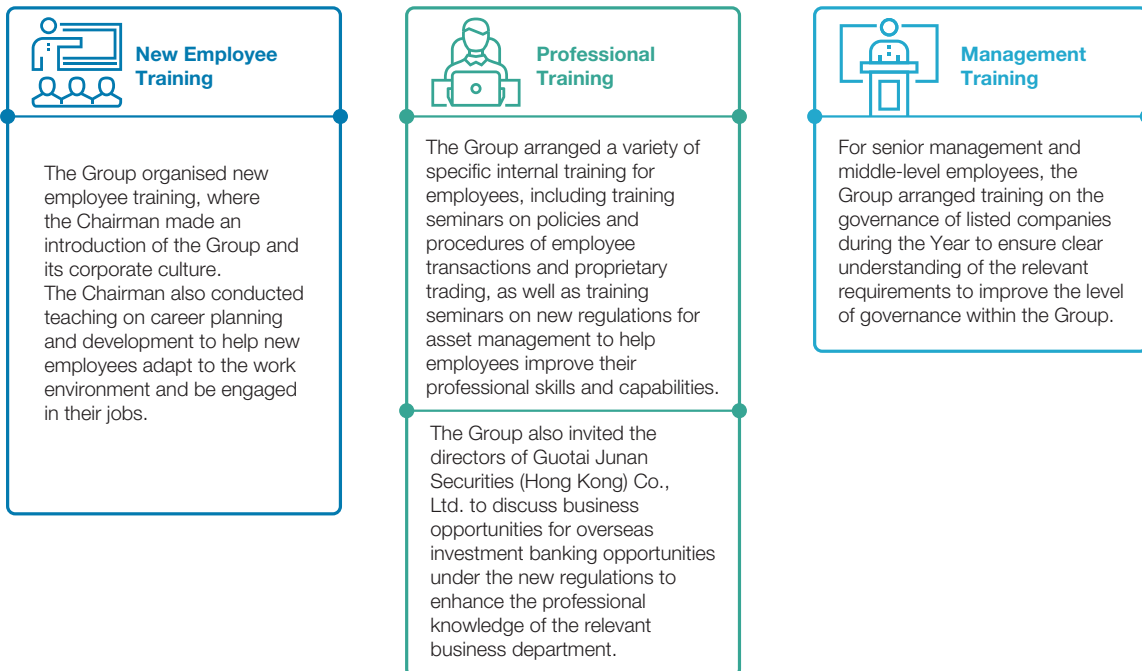 New Employee
Training
The Group organised new
employee training, where
the Chairman made an
introduction of the Group and
its corporate culture.
The Chairman also conducted
teaching on career planning
and development to help new
employees adapt to the work
environment and be engaged
in their jobs.
Professional
Training
The Group arranged a variety of
specific internal training for
employees, including training
seminars on policies and
procedures of employee
transactions and proprietary
trading, as well as training
seminars on new regulations for
asset management to help
employees improve their
professional skills and capabilities.
The Group also invited the
directors of Guotai Junan
Securities (Hong Kong) Co.,
Ltd. to discuss business
opportunities for overseas
investment banking opportunities
under the new regulations to
enhance the professional
knowledge of the relevant
business department.
Management
Training
For senior management and
middle-level employees, the
Group arranged training on the
governance of listed companies
during the Year to ensure clear
understanding of the relevant
requirements to improve the level
of governance within the Group.